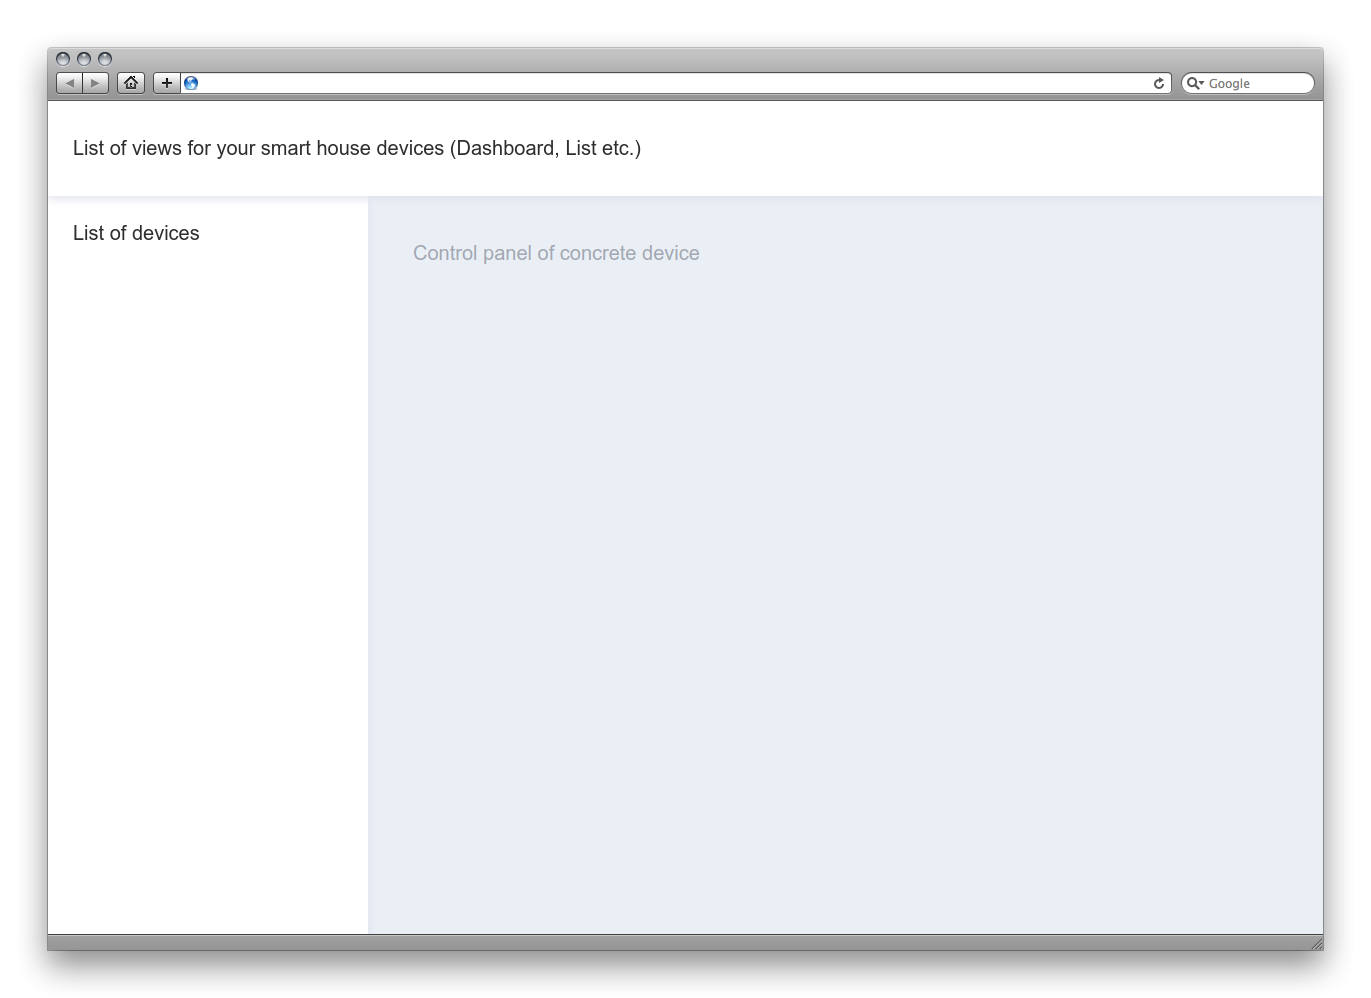 Google
List of views for your smart house devices (Dashboard, List etc.)
List of devices
Control panel of concrete device